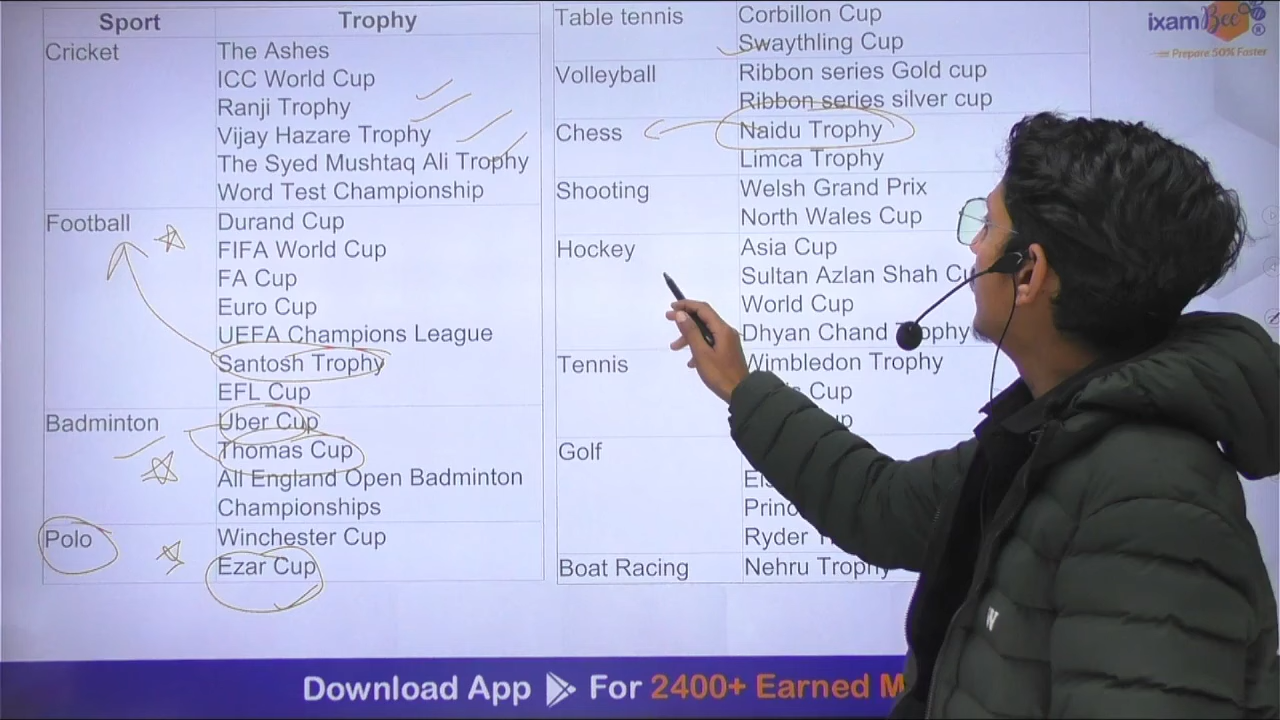 Sport Trophy
Cricket The Ashes
ICC World Cup
Ranji Trophy
Vijay Hazare Trophy
The Syed Mushtaq Ali Trophy
Word Test Championship
Football Durand Cup
FIFA World Cup
FA Cup
Euro Cup
UEFA Champions League
Santosh Trophy
EFL Cup
Badminton Uber Cup
Thomas Cup
All England Open Badminton
Championships
Polo Winchester Cup
Ezar Cup
Table tennis Corbillon Cup
Swaythling Cup
Volleyball Ribbon series Gold cup
Ribbon series silver cup
Chess Naidu Trophy
Limca Trophy
Shooting Welsh Grand Prix
North Wales Cup
Hockey Asia Cup
Sultan Azlan Shah Cu
World Cup
Dhyan Chand Trophy
Tennis Wimbledon Trophy
Cup
Golf
Ryder
Boat Racing Nehru Trophy
ixamBee
Prepare 50% Faster
Download App For 2400+ Earned M
W